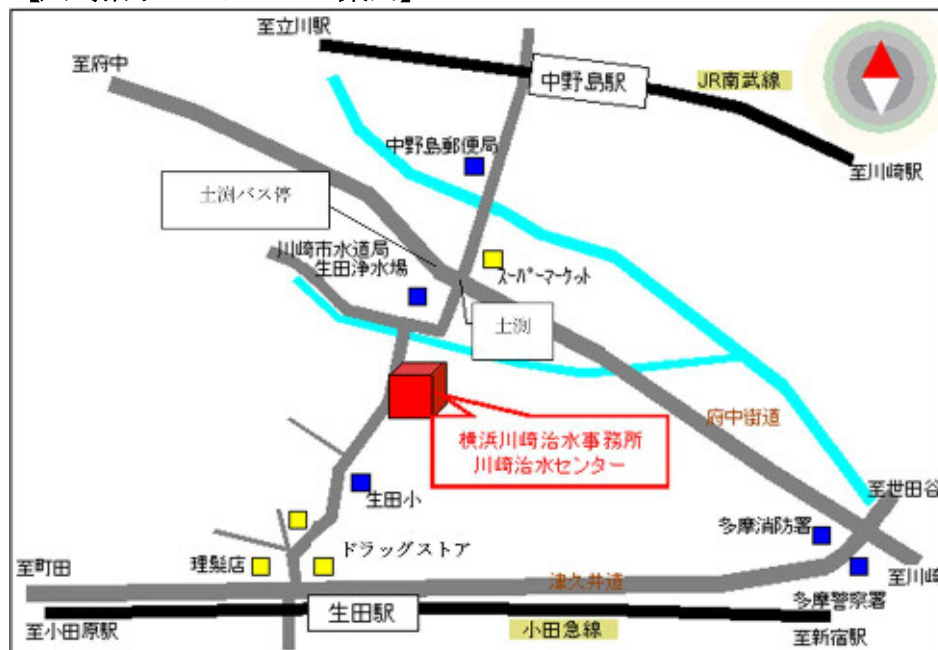 至立川駅
至府中
中野島駅
JR南武線
中野島郵便局
至川崎駅
土渕バス停
川崎市水道局
生田浄水場
スーパーマーケット
土渕
府中街道
横浜川崎治水事務所
川崎治水センター
至世田谷
生田小
多摩消防署
ドラッグストア
理髪店
至町田
津久井道
至川崎
多摩警察署
生田駅
至小田原駅
小田急線
至新宿駅